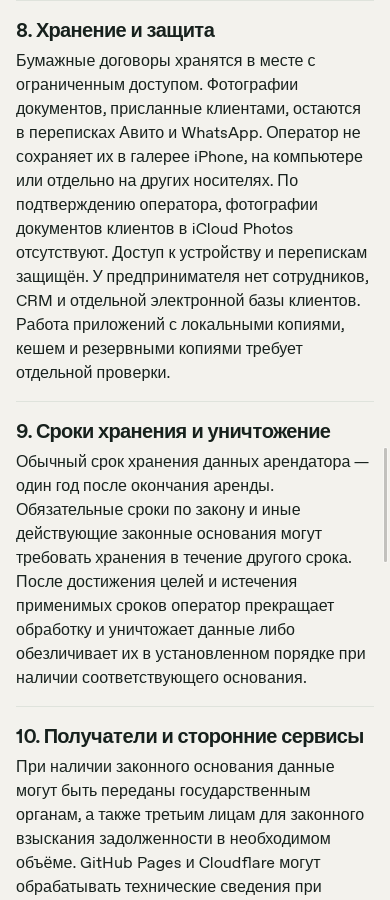 8. Хранение и защита
Бумажные договоры хранятся в месте с
ограниченным доступом. Фотографии
документов, присланные клиентами, остаются
в переписках Авито и WhatsApp. Оператор не
сохраняет их в галерее iPhone, на компьютере
или отдельно на других носителях. По
подтверждению оператора, фотографии
документов клиентов в iCloud Photos
отсутствуют. Доступ к устройству и перепискам
защищён. У предпринимателя нет сотрудников,
CRM и отдельной электронной базы клиентов.
Работа приложений с локальными копиями,
кешем и резервными копиями требует
отдельной проверки.
9. Сроки хранения и уничтожение
Обычный срок хранения данных арендатора —
один год после окончания аренды.
Обязательные сроки по закону и иные
действующие законные основания могут
требовать хранения в течение другого срока.
После достижения целей и истечения
применимых сроков оператор прекращает
обработку и уничтожает данные либо
обезличивает их в установленном порядке при
наличии соответствующего основания.
10. Получатели и сторонние сервисы
При наличии законного основания данные
могут быть переданы государственным
органам, а также третьим лицам для законного
взыскания задолженности в необходимом
объёме. GitHub Pages и Cloudflare могут
обрабатывать технические сведения при